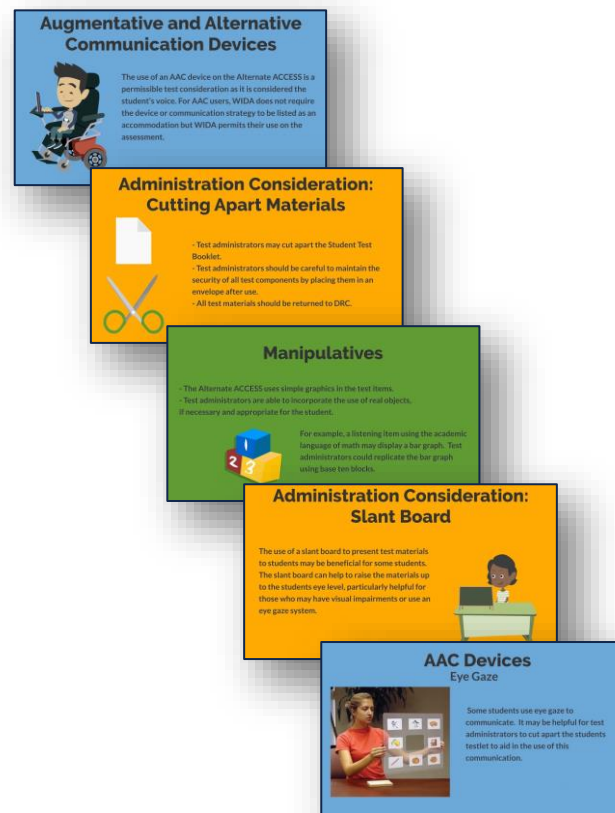 Augmentative and Alternative
Communication Devices
The use of an AAC device on the Alternate ACCESS is a
permissible test consideration as it is considered the
student's voice. For AAC users, WIDA does not require
the device or communication strategy to be listed as an
accommodation but WIDA permits their use on the
assessment.
Administration Consideration:
Cutting Apart Materials
- Test administrators may cut apart the Student Test
Booklet.
- Test administrators should be careful to maintain the
security of all test components by placing them in an
envelope after use.
- All test materials should be returned to DRC.
Manipulatives
- The Alternate ACCESS uses simple graphics in the test items.
- Test administrators are able to incorporate the use of real objects,
if necessary and appropriate for the student.
For example, a listening item using the academic
language of math may display a bar graph. Test
administrators could replicate the bar graph
using base ten blocks.
1
2 3
Administration Consideration:
Slant Board
The use of a slant board to present test materials
to students may be beneficial for some students.
The slant board can help to raise the materials up
to the students eye level, particularly helpful for
those who may have visual impairments or use an
eye gaze system.
AAC Devices
Eye Gaze
Some students use eye gaze to
communicate. It may be helpful for test
administrators to cut apart the students
testlet to aid in the use of this
communication.